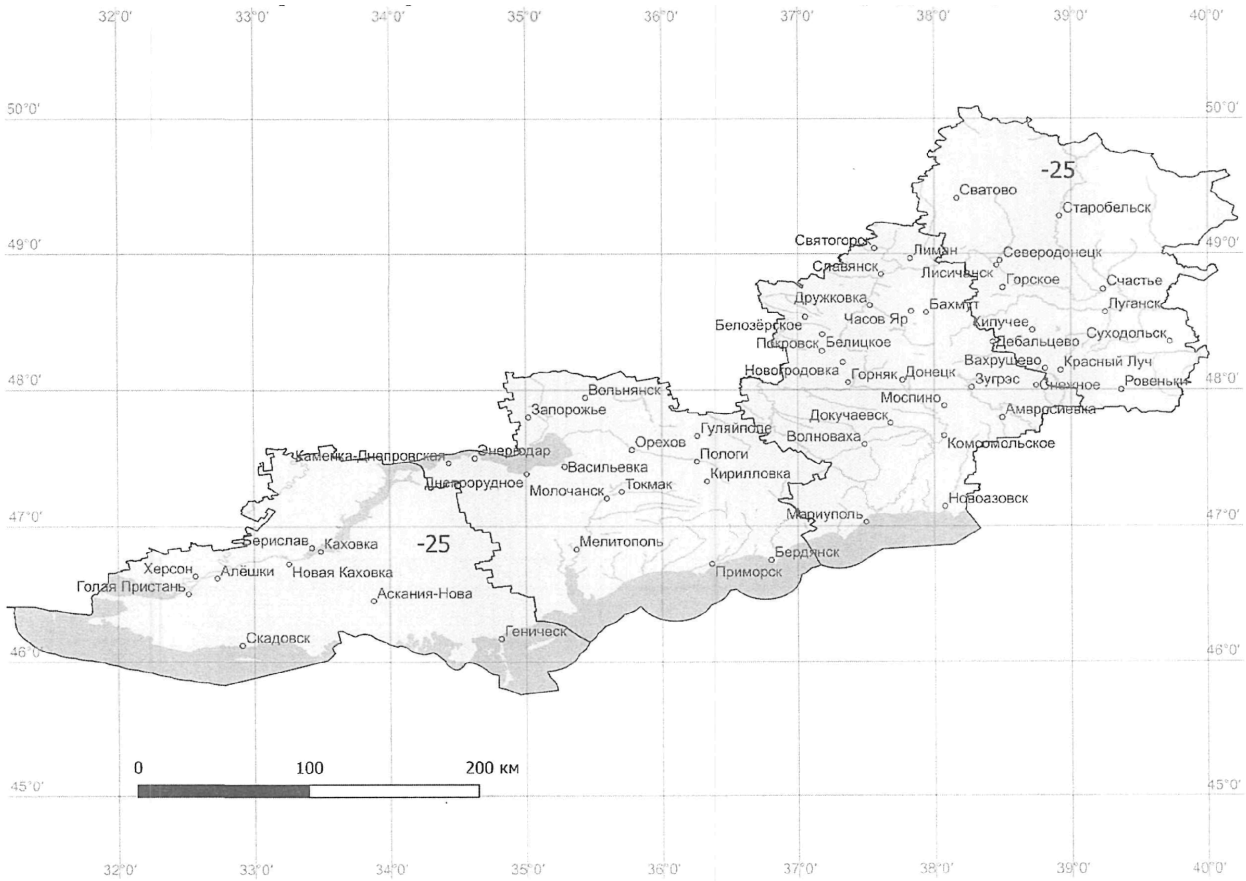 32°0' 33°0' 34°0' 35°0' 36°0' 37°0' 38°0' 39°0' 40°0'
50°0' 50°0'
-25
Сватово
Старобельск
49°0' 49°0'
Святогорск
Лиман
Северодонецк
Славянск
Лисичанск
Горское
Счастье
Дружковка
Бахмут
Луганск
Часов Яр
Белозёрское
Кипучее
Суходольск
Покровск
Белицкое
Дебальцево
Вахрушево
Красный Луч
Новогродовка
Горняк
Донецк
Зугрэс
Снежное
Ровеньки
48°0' 48°0'
Вольнянск
Моспино
Запорожье
Докучаевск
Амвросиевка
Гуляйполе
Волноваха
Комсомольское
Орехов
Каменка-Днепровская
Энергодар
Пологи
Васильевка
Кирилловка
Днепрорудное
Токмак
Молочанск
Новоазовск
47°0' 47°0'
Мариуполь
Берислав
Каховка
-25
Мелитополь
Бердянск
Херсон
Алёшки
Новая Каховка
Приморск
Голая Пристань
Аскания-Нова
Скадовск
Геническ
46°0' 46°0'
0 100 200 км
45°0' 45°0'
32°0' 33°0' 34°0' 35°0' 36°0' 37°0' 38°0' 39°0' 40°0'